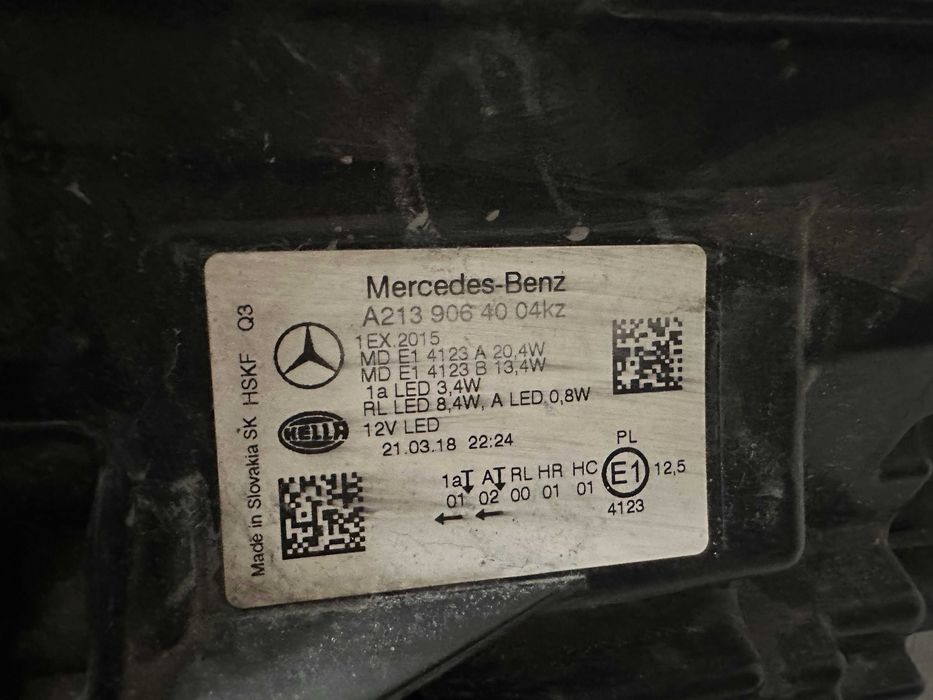 Mercedes-Benz
A213 906 40 04kz
1EX.2015
MD E1 4123 A 20,4W
MD E1 4123 B 13,4W
1a LED 3,4W
RL LED 8,4W, A LED 0,8W
12V LED
21.03.18 22:24
HELLA
Made in Slovakia SK HSKF Q3
PL
1a A RL HR HC E1 12,5
01 02 00 01 01
4123